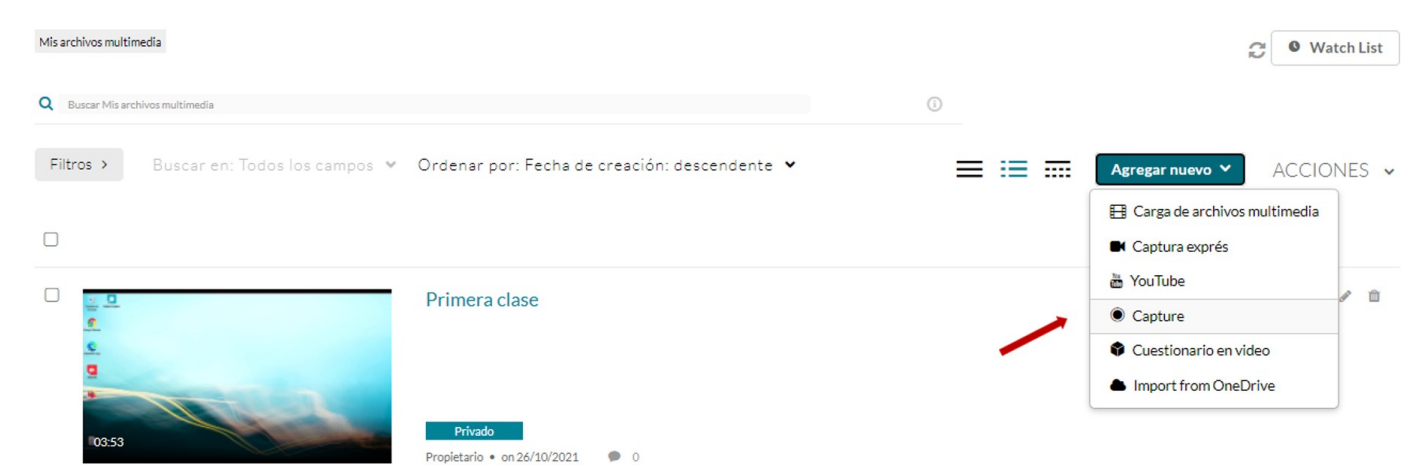 Mis archivos multimedia
Watch List
Buscar Mis archivos multimedia
Filtros >
Buscar en: Todos los campos
Ordenar por: Fecha de creación: descendente
Agregar nuevo
ACCIONES
Carga de archivos multimedia
Captura exprés
YouTube
Capture
Cuestionario en video
Import from OneDrive
Primera clase
03:53
Privado
Propietario • on 26/10/2021
0